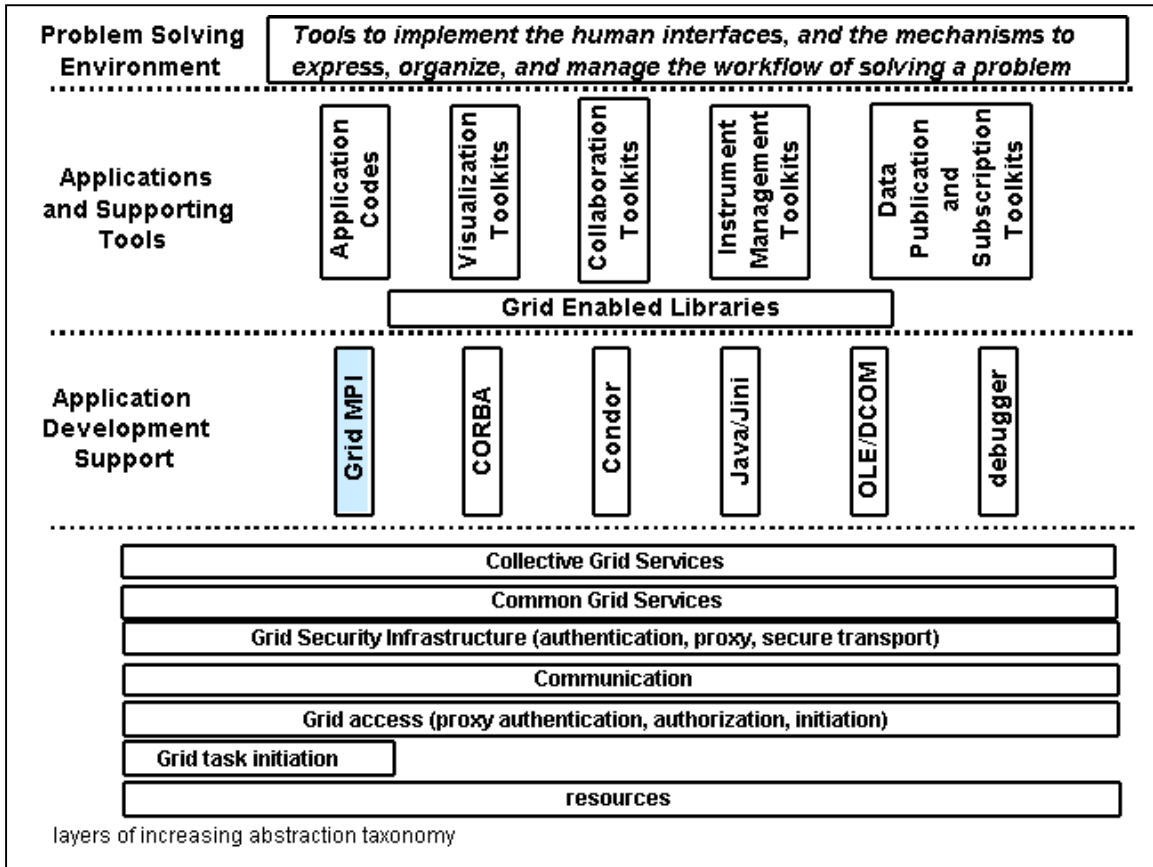 Problem Solving
Environment
Tools to implement the human interfaces, and the mechanisms to
express, organize, and manage the workflow of solving a problem
Applications
and Supporting
Tools
Application
Codes
Visualization
Toolkits
Collaboration
Toolkits
Instrument
Management
Toolkits
Data
Publication
and
Subscription
Toolkits
Grid Enabled Libraries
Application
Development
Support
Grid MPI
CORBA
Condor
Java/Jini
OLE/DCOM
debugger
Collective Grid Services
Common Grid Services
Grid Security Infrastructure (authentication, proxy, secure transport)
Communication
Grid access (proxy authentication, authorization, initiation)
Grid task initiation
resources
layers of increasing abstraction taxonomy